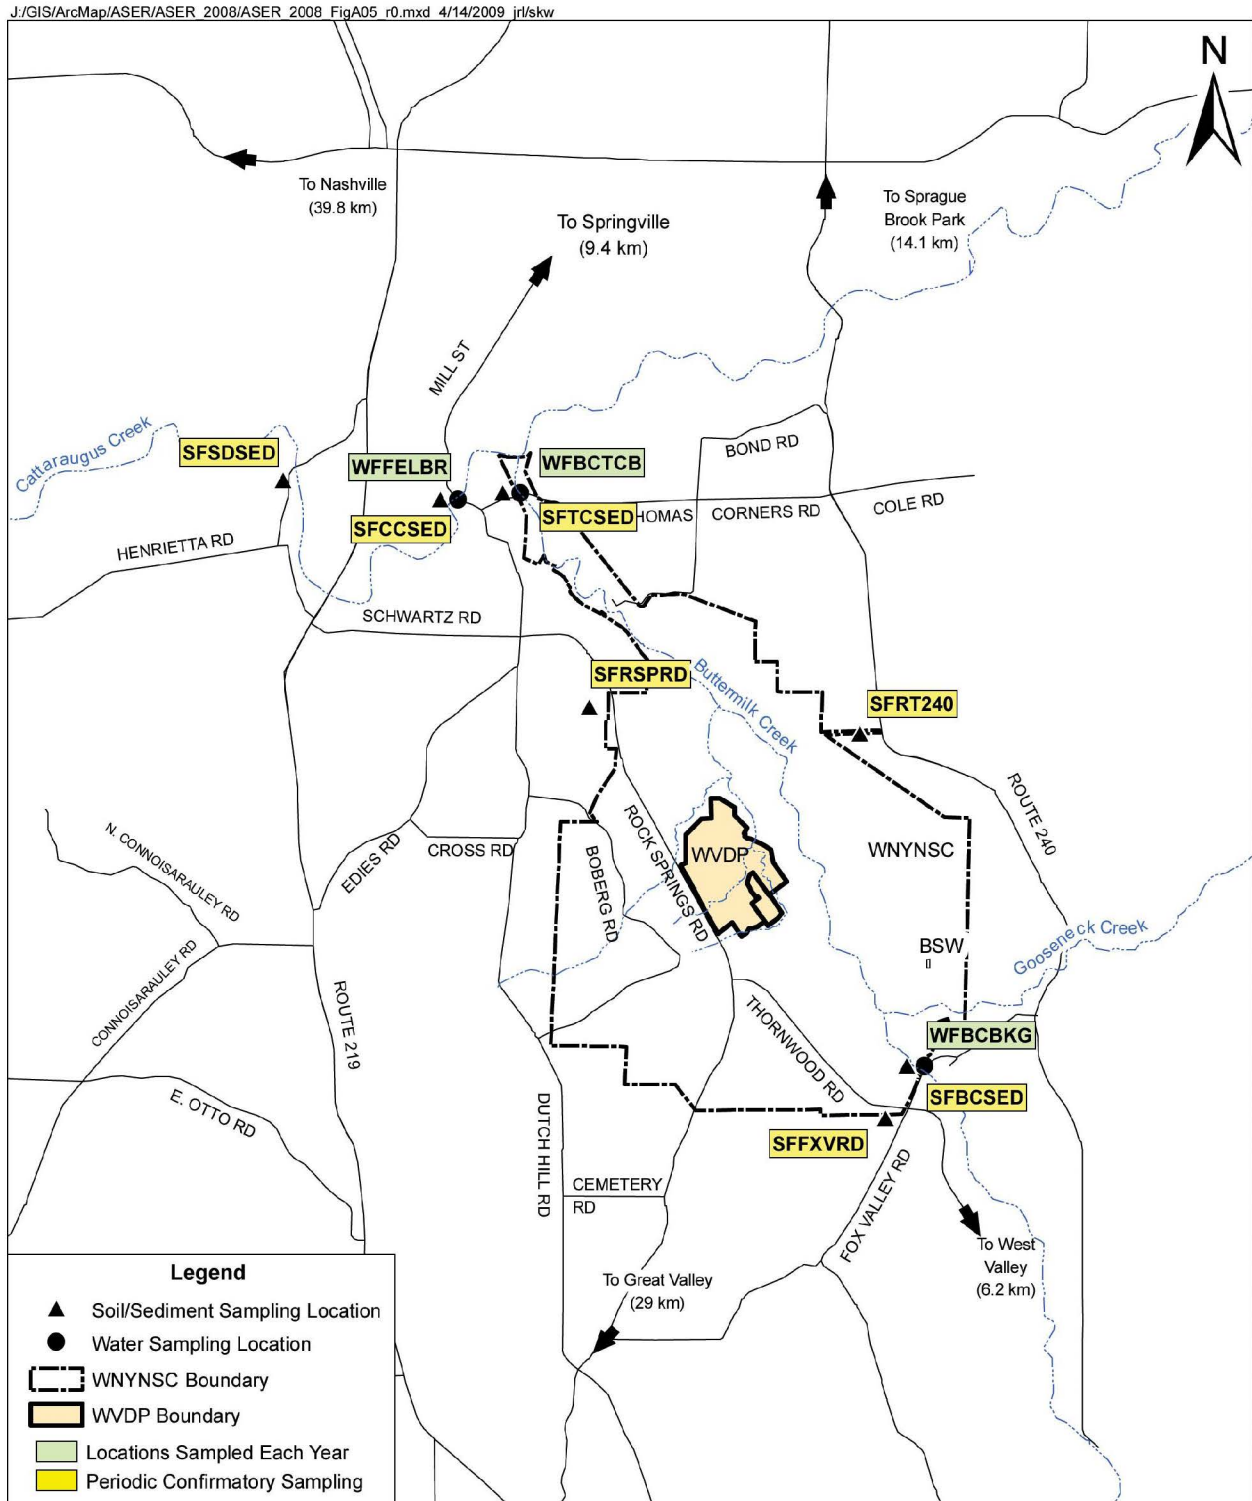 J:/GIS/ArcMap/ASER/ASER_2008/ASER_2008_FigA05_r0.mxd 4/14/2009 jrl/skw
N
To Nashville
(39.8 km)
To Springville
(9.4 km)
To Sprague
Brook Park
(14.1 km)
MILL ST
Cattaraugus Creek
SFSDSED
WFFELBR
WFBCTCB
BOND RD
SFCCSED
SFTCSED
HOMAS
CORNERS RD
COLE RD
HENRIETTA RD
SCHWARTZ RD
SFRSPRD
Buttermilk Creek
SFRT240
ROUTE 240
N. CONNOISARAULEY RD
EDIES RD
CROSS RD
BOBERG RD
ROCK SPRINGS RD
WVDP
WNYNSC
CONNOISARAULEY RD
BSW
Gooseneck Creek
ROUTE 219
THORNWOOD RD
WFBCBKG
E. OTTO RD
DUTCH HILL RD
SFBCSED
SFFXVRD
CEMETERY
RD
FOX VALLEY RD
To West
Valley
(6.2 km)
To Great Valley
(29 km)
Legend
Soil/Sediment Sampling Location
Water Sampling Location
WNYNSC Boundary
WVDP Boundary
Locations Sampled Each Year
Periodic Confirmatory Sampling